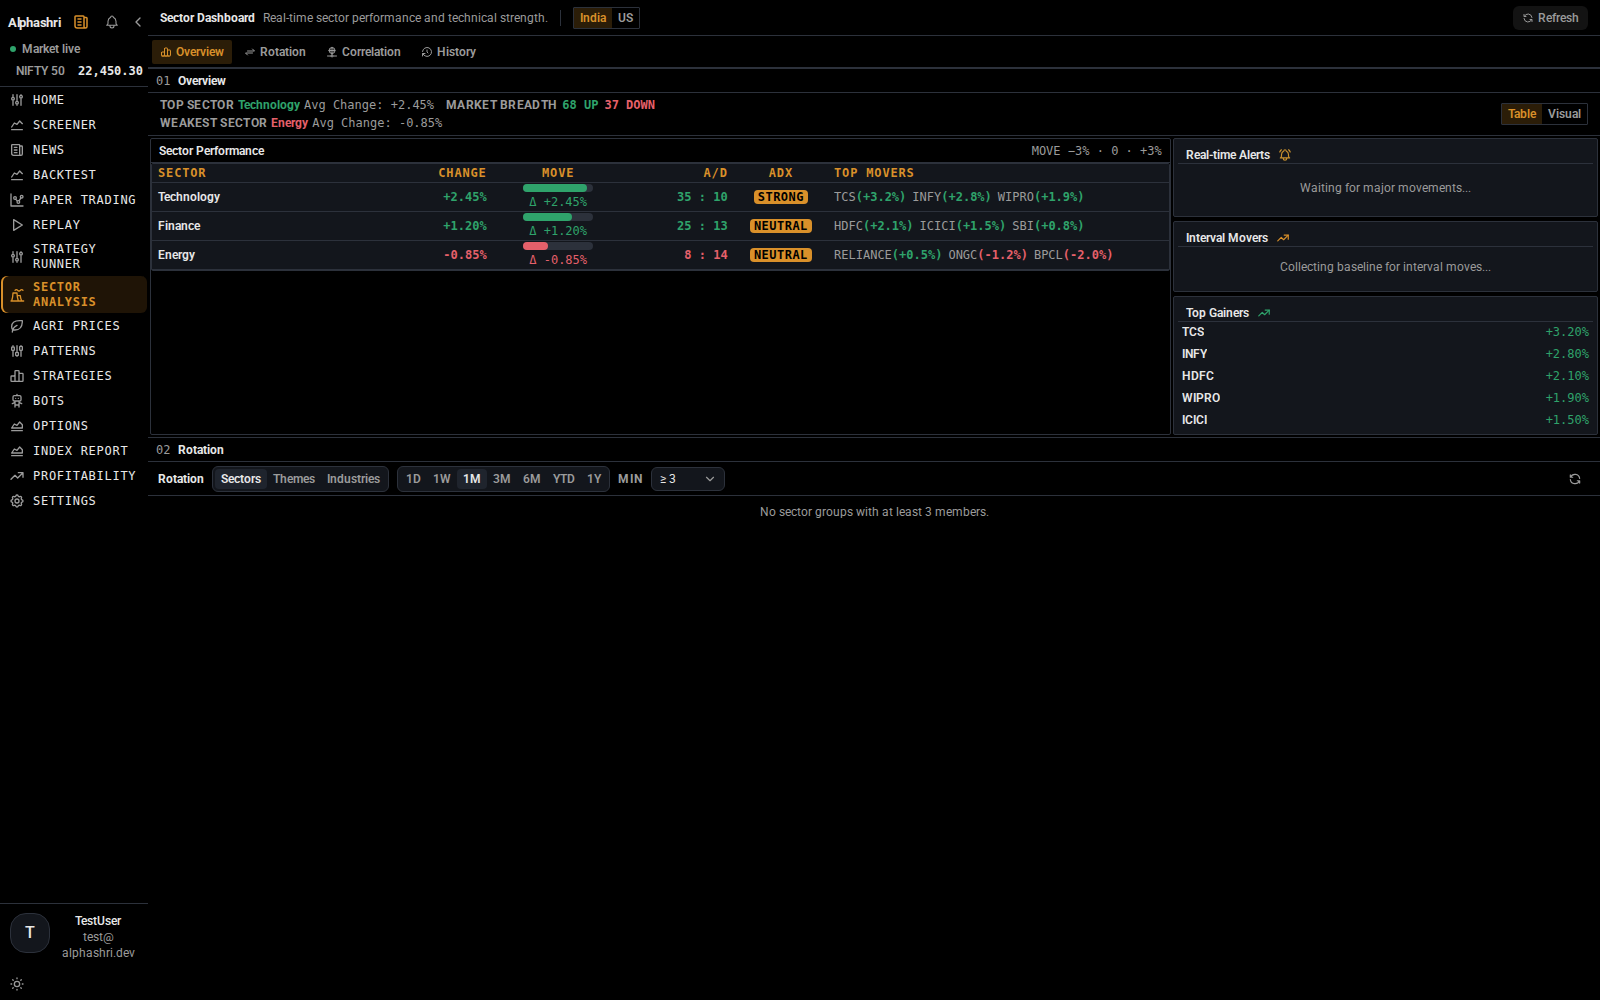 Alphashri
Market live
NIFTY 50 22,450.30
HOME
SCREENER
NEWS
BACKTEST
PAPER TRADING
REPLAY
STRATEGY
RUNNER
SECTOR
ANALYSIS
AGRI PRICES
PATTERNS
STRATEGIES
BOTS
OPTIONS
INDEX REPORT
PROFITABILITY
SETTINGS
T
TestUser
test@
alphashri.dev
Sector Dashboard Real-time sector performance and technical strength. India US Refresh
Overview Rotation Correlation History
01 Overview
TOP SECTOR Technology Avg Change: +2.45% MARKET BREADTH 68 UP 37 DOWN
WEAKEST SECTOR Energy Avg Change: -0.85%
Table Visual
Sector Performance MOVE −3% · 0 · +3%
SECTOR CHANGE MOVE A/D ADX TOP MOVERS
Technology +2.45% Δ +2.45% 35 : 10 STRONG TCS(+3.2%) INFY(+2.8%) WIPRO(+1.9%)
Finance +1.20% Δ +1.20% 25 : 13 NEUTRAL HDFC(+2.1%) ICICI(+1.5%) SBI(+0.8%)
Energy -0.85% Δ -0.85% 8 : 14 NEUTRAL RELIANCE(+0.5%) ONGC(-1.2%) BPCL(-2.0%)
Real-time Alerts
Waiting for major movements...
Interval Movers
Collecting baseline for interval moves...
Top Gainers
TCS +3.20%
INFY +2.80%
HDFC +2.10%
WIPRO +1.90%
ICICI +1.50%
02 Rotation
Rotation Sectors Themes Industries 1D 1W 1M 3M 6M YTD 1Y MIN ≥ 3
No sector groups with at least 3 members.